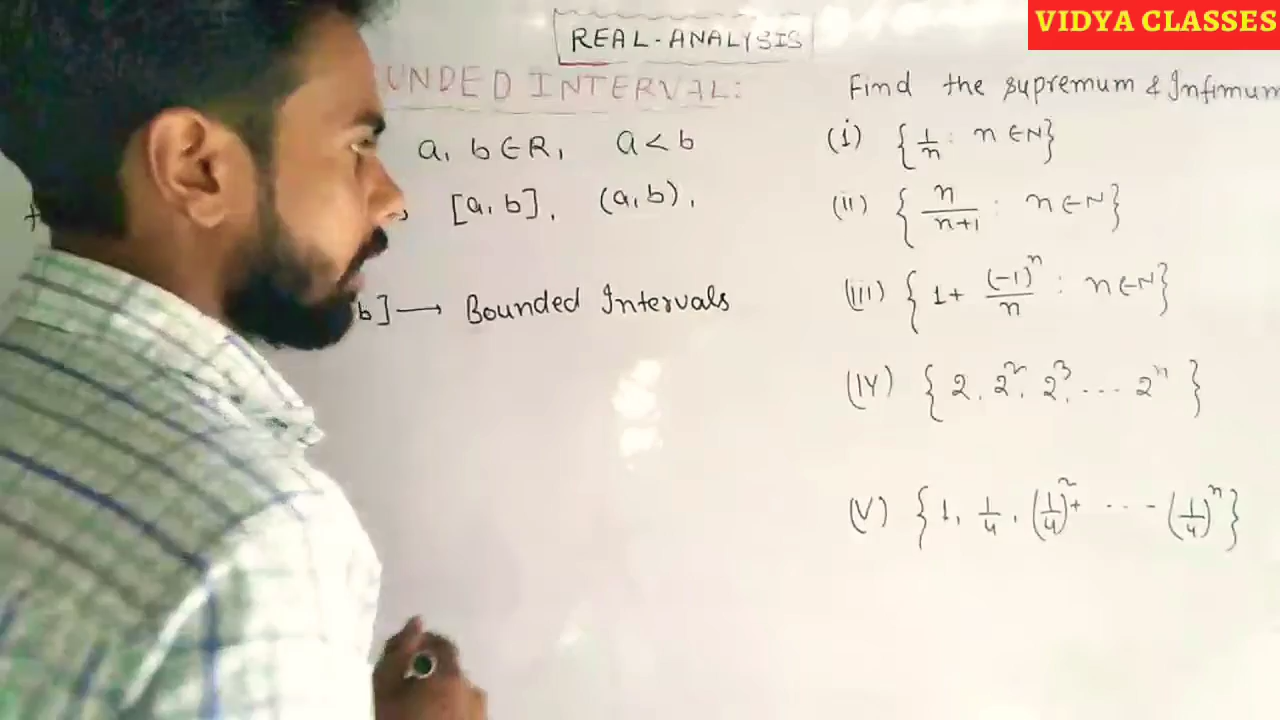 VIDYA CLASSES
REAL-ANALYSIS
UNDED INTERVAL:
a, b ∈ R, a < b
[a, b], (a, b),
b] → Bounded Intervals
Find the supremum & Infimum
(i) {1/n : n ∈ N}
(ii) {n/n+1 : n ∈ N}
(iii) {1 + (-1)^n/n : n ∈ N}
(IV) {2, 2^2, 2^3, ... 2^n}
(V) {1, 1/4, (1/4)^2+ ... - (1/4)^n}